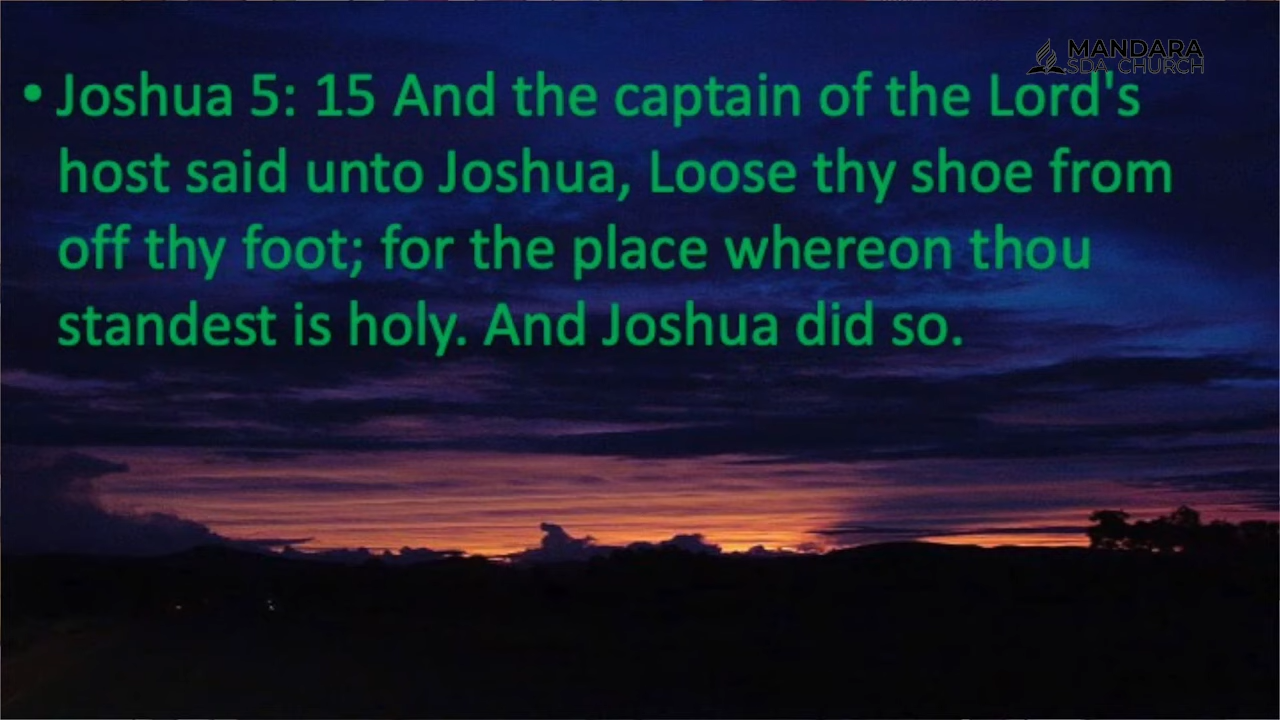 MANDARA
SDA CHURCH
• Joshua 5: 15 And the captain of the Lord's
host said unto Joshua, Loose thy shoe from
off thy foot; for the place whereon thou
standest is holy. And Joshua did so.